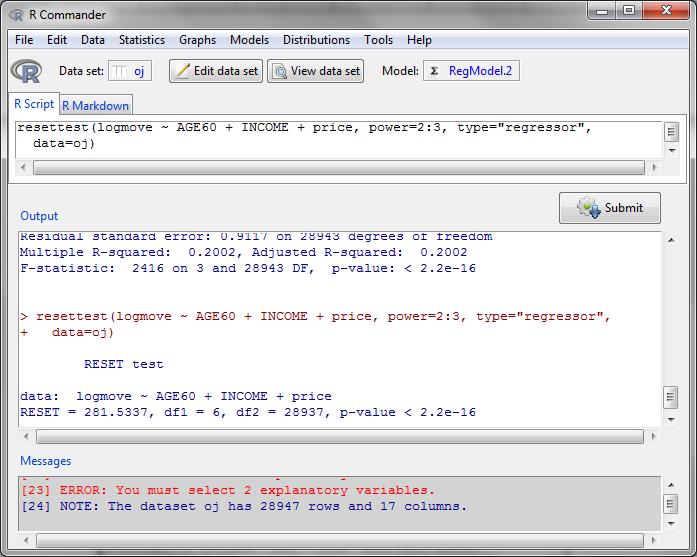 R Commander
File Edit Data Statistics Graphs Models Distributions Tools Help
R Data set: oj Edit data set View data set Model: Σ RegModel.2
R Script R Markdown
resettest(logmove ~ AGE60 + INCOME + price, power=2:3, type="regressor",
data=oj)
Submit
Output
Residual standard error: 0.9117 on 28943 degrees of freedom
Multiple R-squared:  0.2002, Adjusted R-squared:  0.2002
F-statistic:  2416 on 3 and 28943 DF,  p-value: < 2.2e-16
> resettest(logmove ~ AGE60 + INCOME + price, power=2:3, type="regressor",
+   data=oj)
RESET test
data:  logmove ~ AGE60 + INCOME + price
RESET = 281.5337, df1 = 6, df2 = 28937, p-value < 2.2e-16
Messages
[23] ERROR: You must select 2 explanatory variables.
[24] NOTE: The dataset oj has 28947 rows and 17 columns.